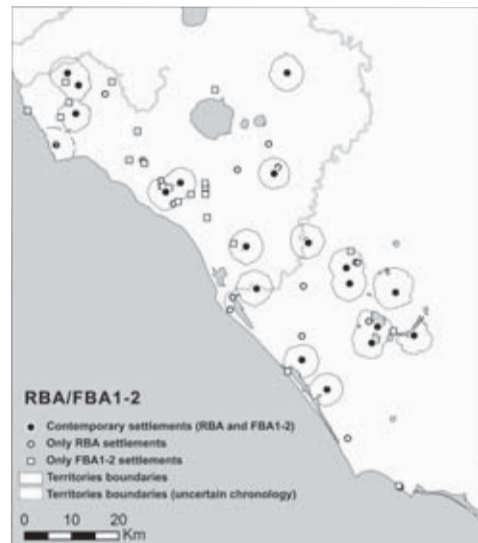 RBA/FBA1-2
Contemporary settlements (RBA and FBA1-2)
Only RBA settlements
Only FBA1-2 settlements
Territories boundaries
Territories boundaries (uncertain chronology)
0 10 20
Km